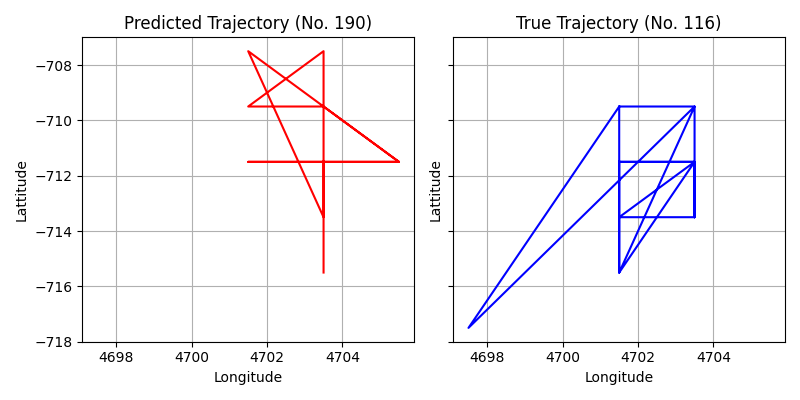 Predicted Trajectory (No. 190)
−708
−710
−712
−714
−716
−718
Lattitude
4698 4700 4702 4704
Longitude
True Trajectory (No. 116)
Lattitude
4698 4700 4702 4704
Longitude